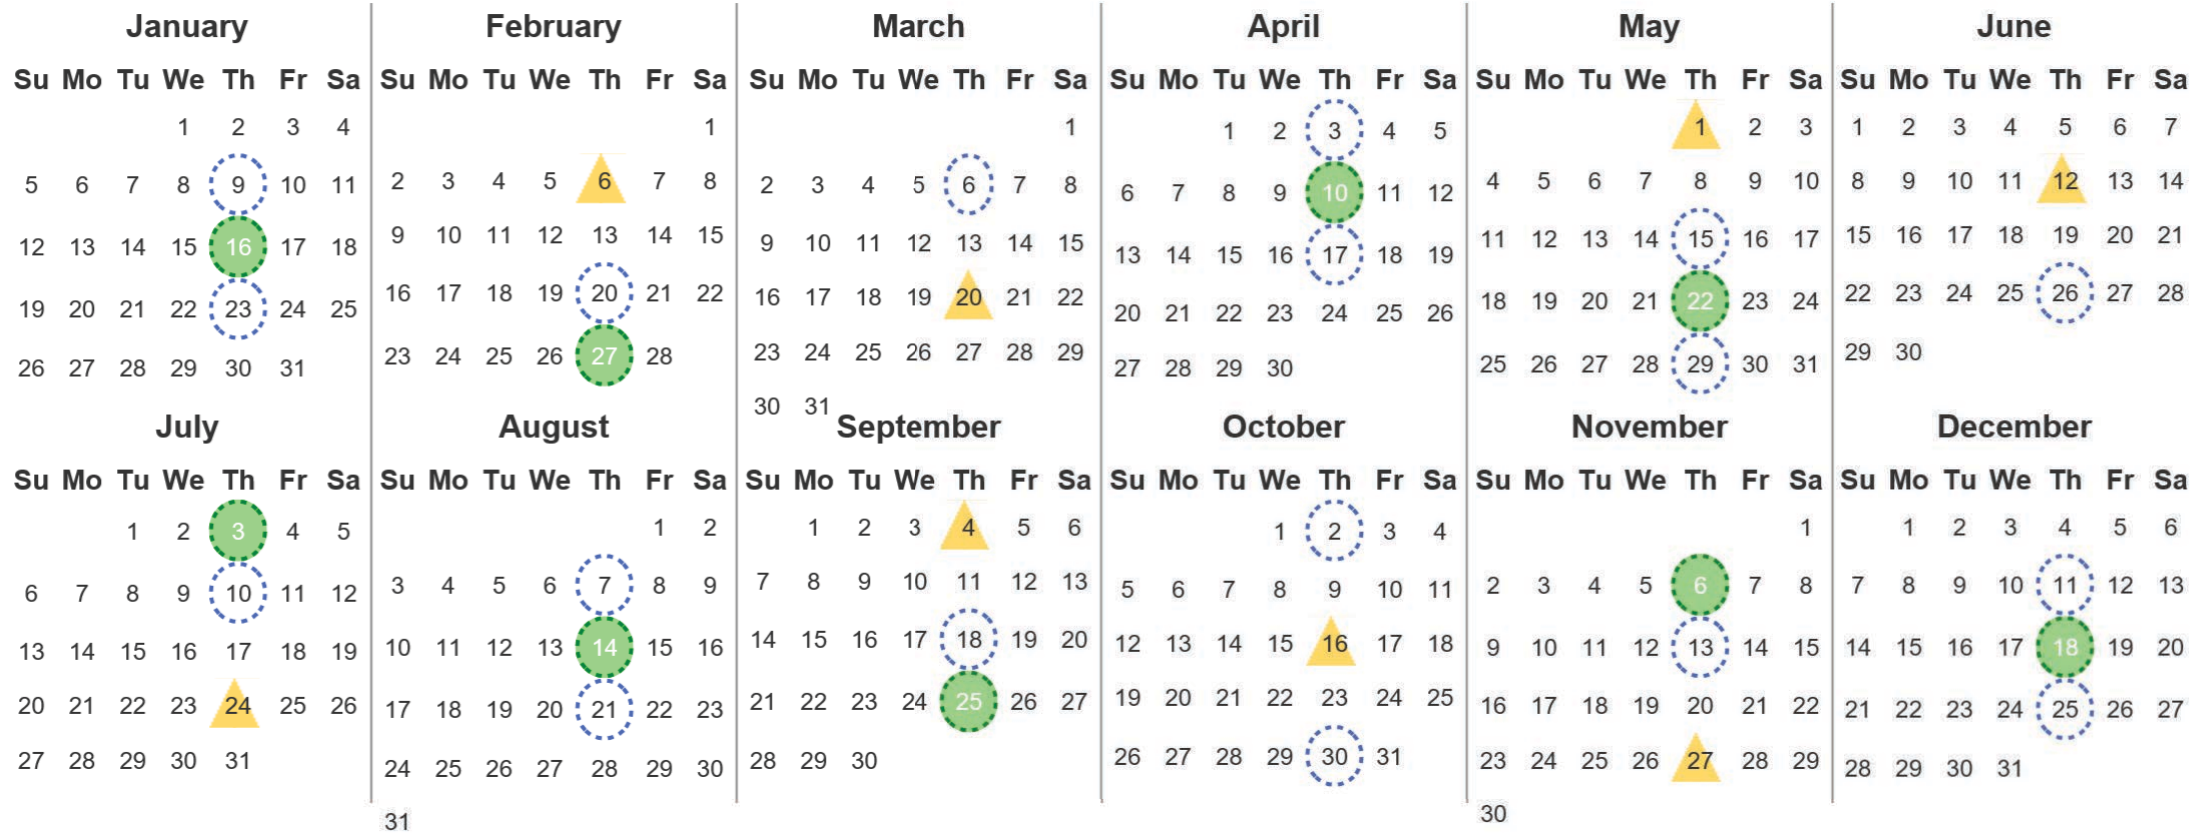 January
Su Mo Tu We Th Fr Sa
1 2 3 4
5 6 7 8 9 10 11
12 13 14 15 16 17 18
19 20 21 22 23 24 25
26 27 28 29 30 31
February
Su Mo Tu We Th Fr Sa
1
2 3 4 5 6 7 8
9 10 11 12 13 14 15
16 17 18 19 20 21 22
23 24 25 26 27 28
March
Su Mo Tu We Th Fr Sa
1
2 3 4 5 6 7 8
9 10 11 12 13 14 15
16 17 18 19 20 21 22
23 24 25 26 27 28 29
30 31
April
Su Mo Tu We Th Fr Sa
1 2 3 4 5
6 7 8 9 10 11 12
13 14 15 16 17 18 19
20 21 22 23 24 25 26
27 28 29 30
May
Su Mo Tu We Th Fr Sa
1 2 3
4 5 6 7 8 9 10
11 12 13 14 15 16 17
18 19 20 21 22 23 24
25 26 27 28 29 30 31
June
Su Mo Tu We Th Fr Sa
1 2 3 4 5 6 7
8 9 10 11 12 13 14
15 16 17 18 19 20 21
22 23 24 25 26 27 28
29 30
July
Su Mo Tu We Th Fr Sa
1 2 3 4 5
6 7 8 9 10 11 12
13 14 15 16 17 18 19
20 21 22 23 24 25 26
27 28 29 30 31
August
Su Mo Tu We Th Fr Sa
1 2
3 4 5 6 7 8 9
10 11 12 13 14 15 16
17 18 19 20 21 22 23
24 25 26 27 28 29 30
31
September
Su Mo Tu We Th Fr Sa
1 2 3 4 5 6
7 8 9 10 11 12 13
14 15 16 17 18 19 20
21 22 23 24 25 26 27
28 29 30
October
Su Mo Tu We Th Fr Sa
1 2 3 4
5 6 7 8 9 10 11
12 13 14 15 16 17 18
19 20 21 22 23 24 25
26 27 28 29 30 31
November
Su Mo Tu We Th Fr Sa
1
2 3 4 5 6 7 8
9 10 11 12 13 14 15
16 17 18 19 20 21 22
23 24 25 26 27 28 29
30
December
Su Mo Tu We Th Fr Sa
1 2 3 4 5 6
7 8 9 10 11 12 13
14 15 16 17 18 19 20
21 22 23 24 25 26 27
28 29 30 31